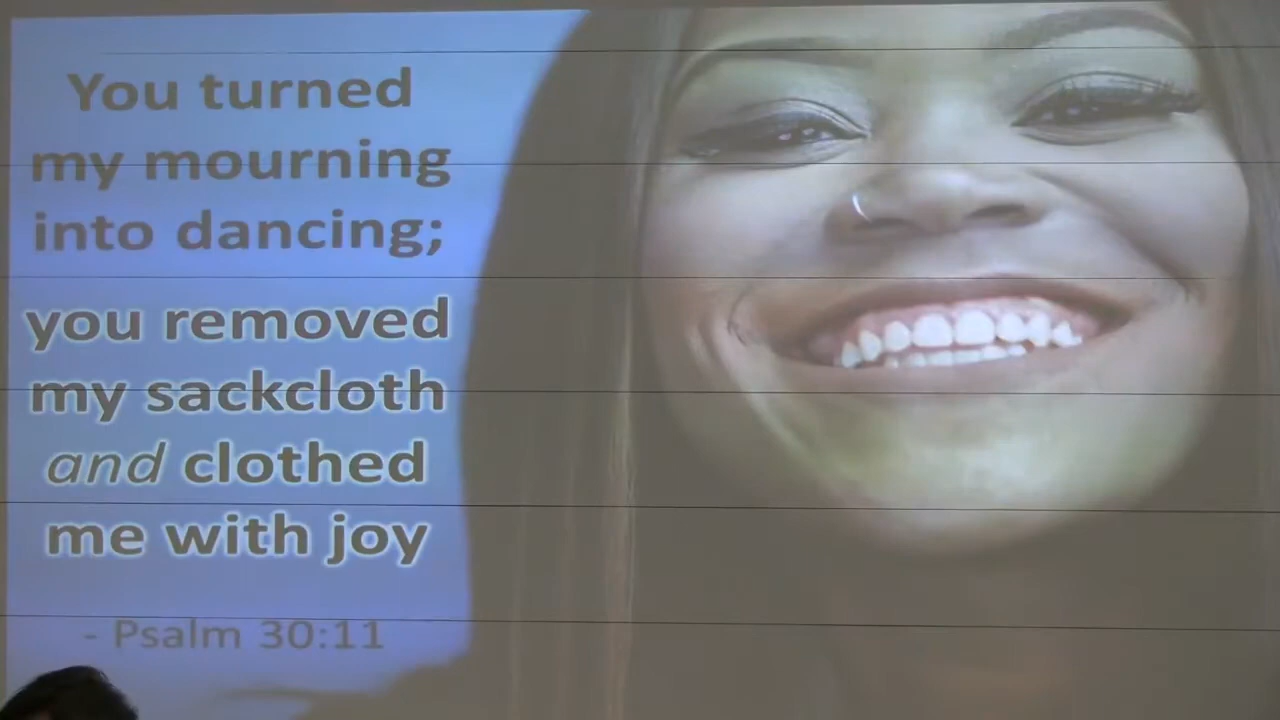 You turned
my mourning
into dancing;
you removed
my sackcloth
and clothed
me with joy
- Psalm 30:11